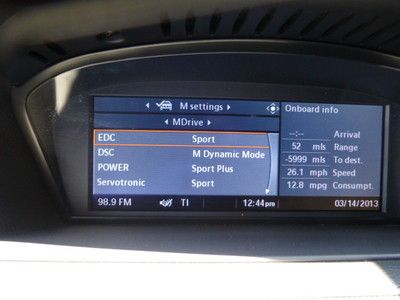 M settings
MDrive
EDC Sport
DSC M Dynamic Mode
POWER Sport Plus
Servotronic Sport
98.9 FM TI 12:44pm
Onboard info
--:-- Arrival
52 mls Range
-5999 mls To dest.
26.1 mph Speed
12.8 mpg Consumpt.
03/14/2013